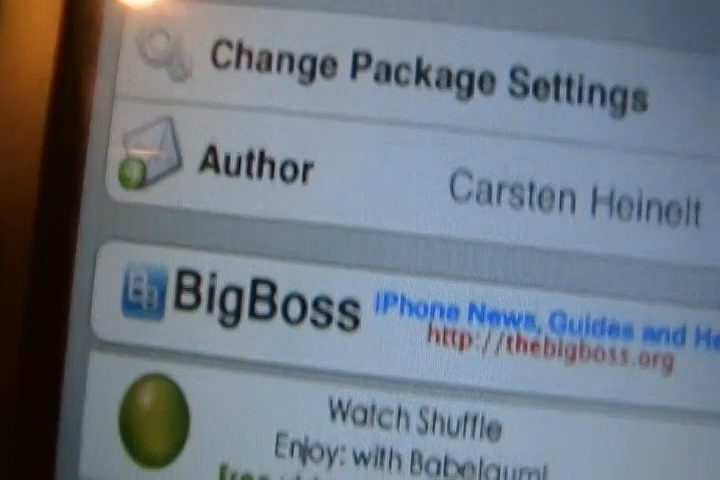 Change Package Settings
Author Carsten Heinelt
BigBoss iPhone News, Guides and He
http://thebigboss.org
Watch Shuffle
Enjoy: with Babelgum!